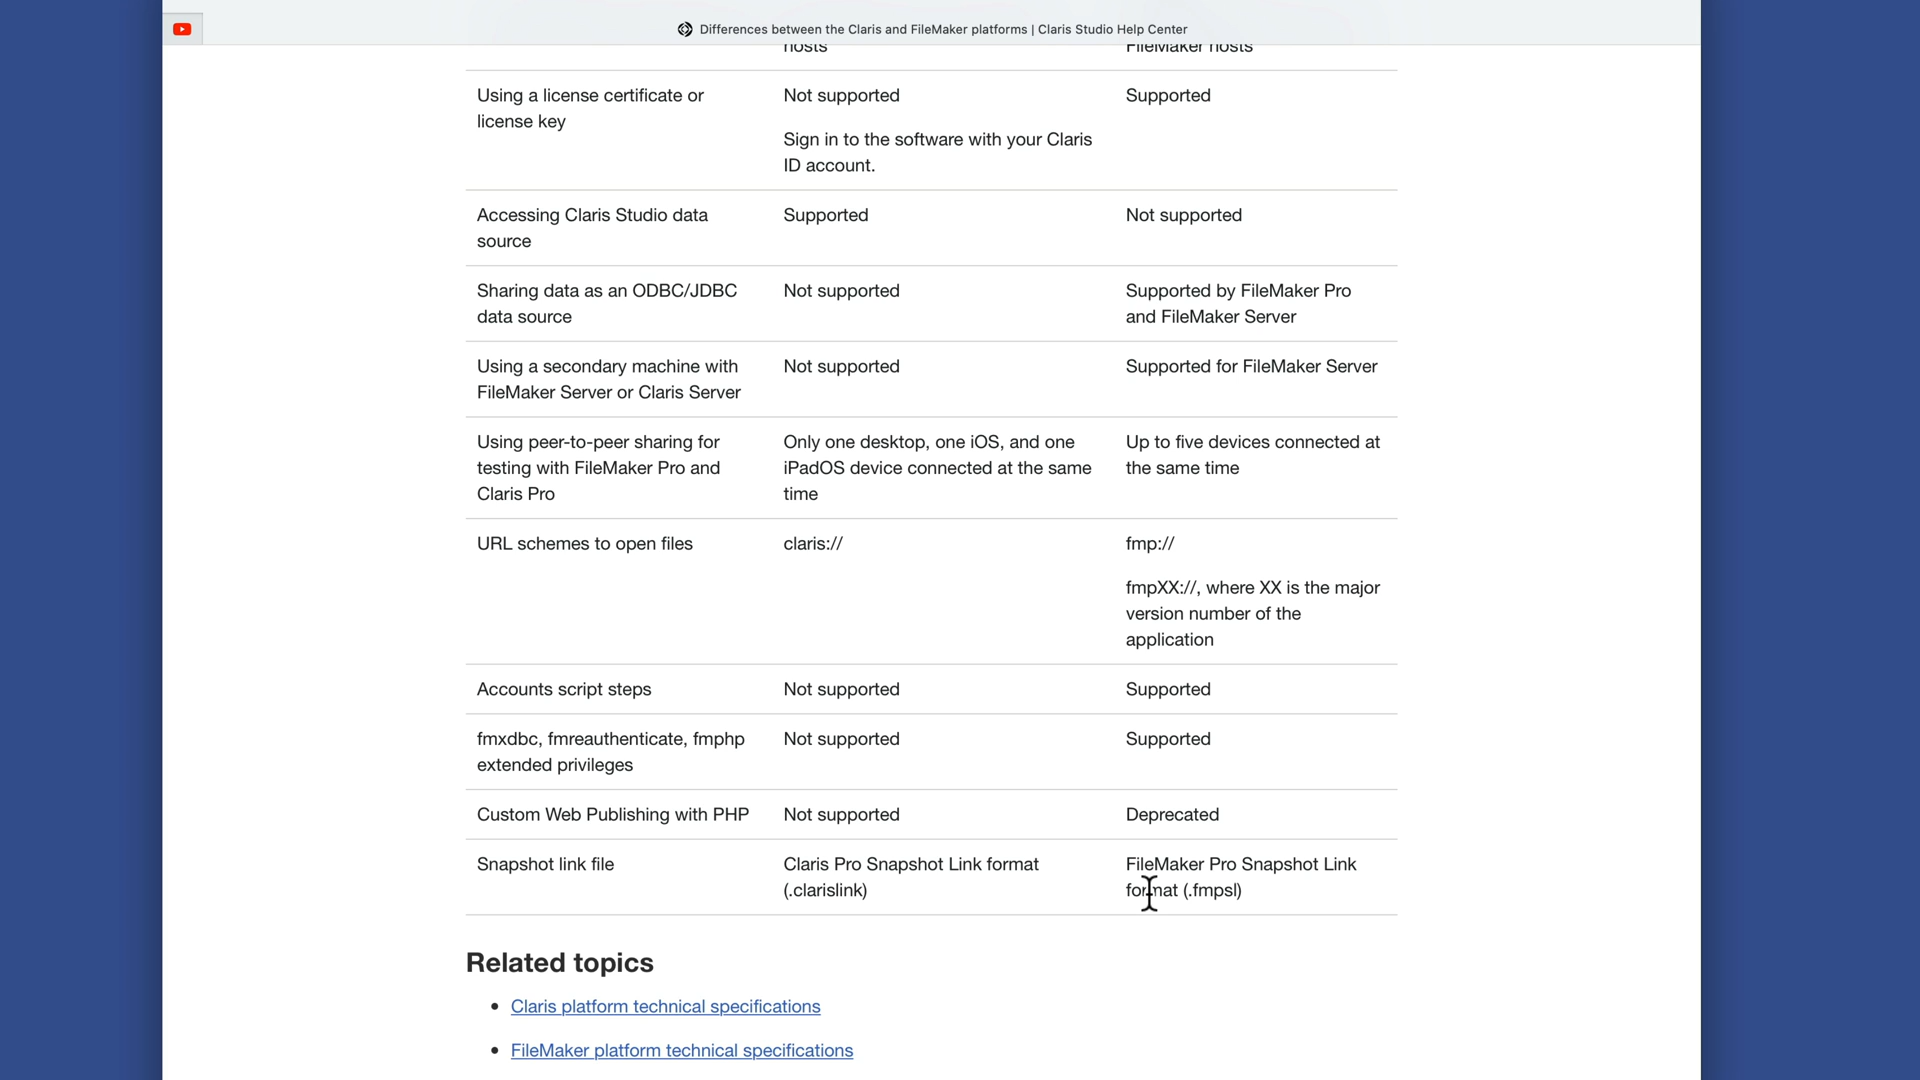 Differences between the Claris and FileMaker platforms | Claris Studio Help Center
hosts
FileMaker hosts
Using a license certificate or
license key
Not supported
Sign in to the software with your Claris
ID account.
Supported
Accessing Claris Studio data
source
Supported
Not supported
Sharing data as an ODBC/JDBC
data source
Not supported
Supported by FileMaker Pro
and FileMaker Server
Using a secondary machine with
FileMaker Server or Claris Server
Not supported
Supported for FileMaker Server
Using peer-to-peer sharing for
testing with FileMaker Pro and
Claris Pro
Only one desktop, one iOS, and one
iPadOS device connected at the same
time
Up to five devices connected at
the same time
URL schemes to open files
claris://
fmp://
fmpXX://, where XX is the major
version number of the
application
Accounts script steps
Not supported
Supported
fmxdbc, fmreauthenticate, fmphp
extended privileges
Not supported
Supported
Custom Web Publishing with PHP
Not supported
Deprecated
Snapshot link file
Claris Pro Snapshot Link format
(.clarislink)
FileMaker Pro Snapshot Link
format (.fmpsl)
Related topics
Claris platform technical specifications
FileMaker platform technical specifications